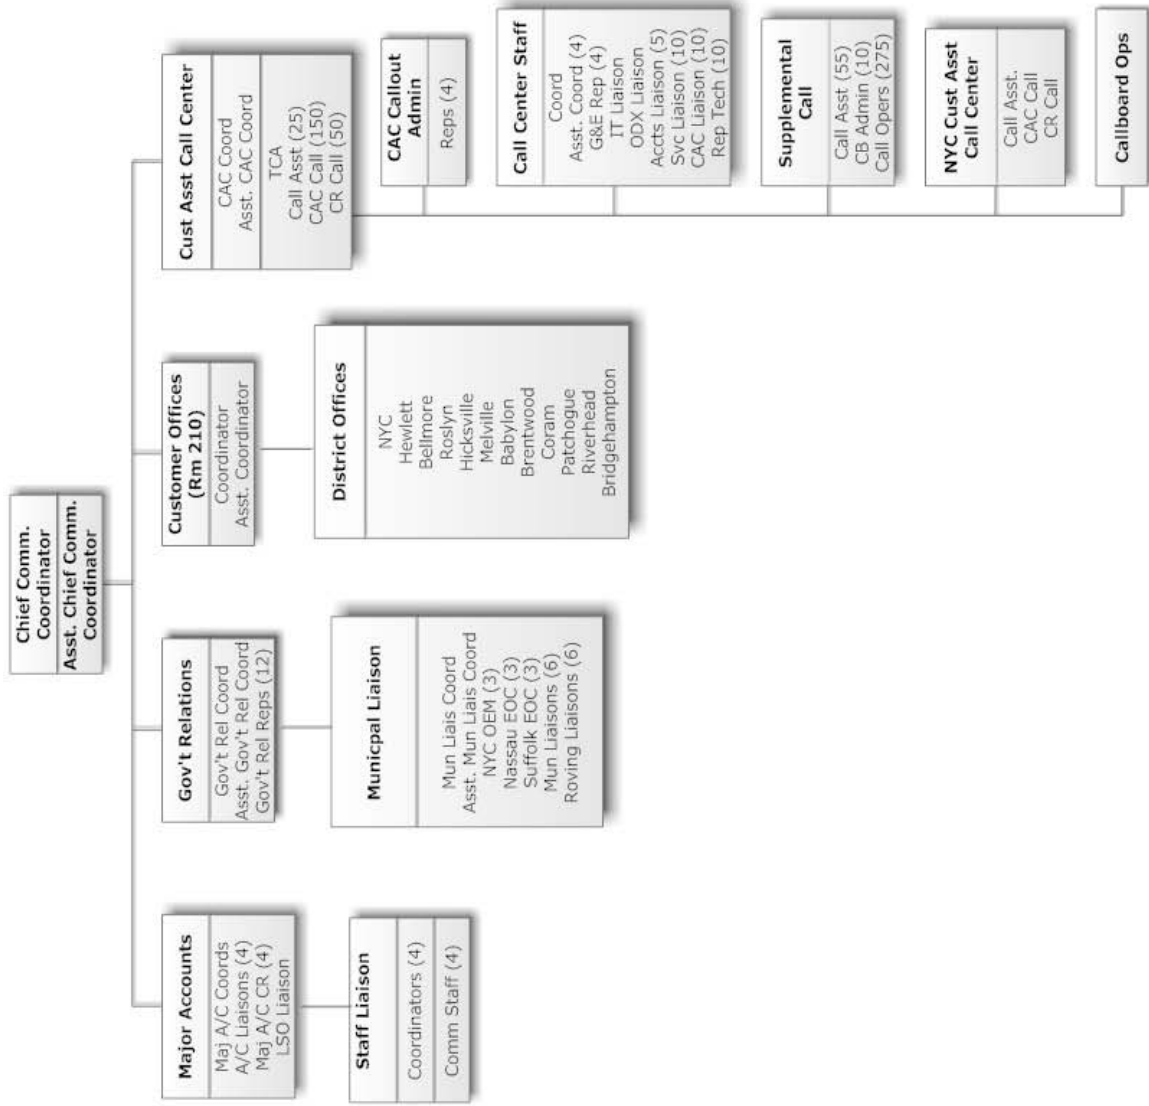 Chief Comm.
Coordinator
Asst. Chief Comm.
Coordinator
Major Accounts
Maj A/C Coords
A/C Liaisons (4)
Maj A/C CR (4)
LSO Liaison
Staff Liaison
Coordinators (4)
Comm Staff (4)
Gov't Relations
Gov't Rel Coord
Asst. Gov't Rel Coord
Gov't Rel Reps (12)
Municpal Liaison
Mun Liais Coord
Asst. Mun Liais Coord
NYC OEM (3)
Nassau EOC (3)
Suffolk EOC (3)
Mun Liaisons (6)
Roving Liaisons (6)
Customer Offices
(Rm 210)
Coordinator
Asst. Coordinator
District Offices
NYC
Hewlett
Bellmore
Roslyn
Hicksville
Melville
Babylon
Brentwood
Coram
Patchogue
Riverhead
Bridgehampton
Cust Asst Call Center
CAC Coord
Asst. CAC Coord
TCA
Call Asst (25)
CAC Call (150)
CR Call (50)
CAC Callout
Admin
Reps (4)
Call Center Staff
Coord
Asst. Coord (4)
G&E Rep (4)
IT Liaison
ODX Liaison
Accts Liaison (5)
Svc Liaison (10)
CAC Liaison (10)
Rep Tech (10)
Supplemental
Call
Call Asst (55)
CB Admin (10)
Call Opers (275)
NYC Cust Asst
Call Center
Call Asst.
CAC Call
CR Call
Callboard Ops